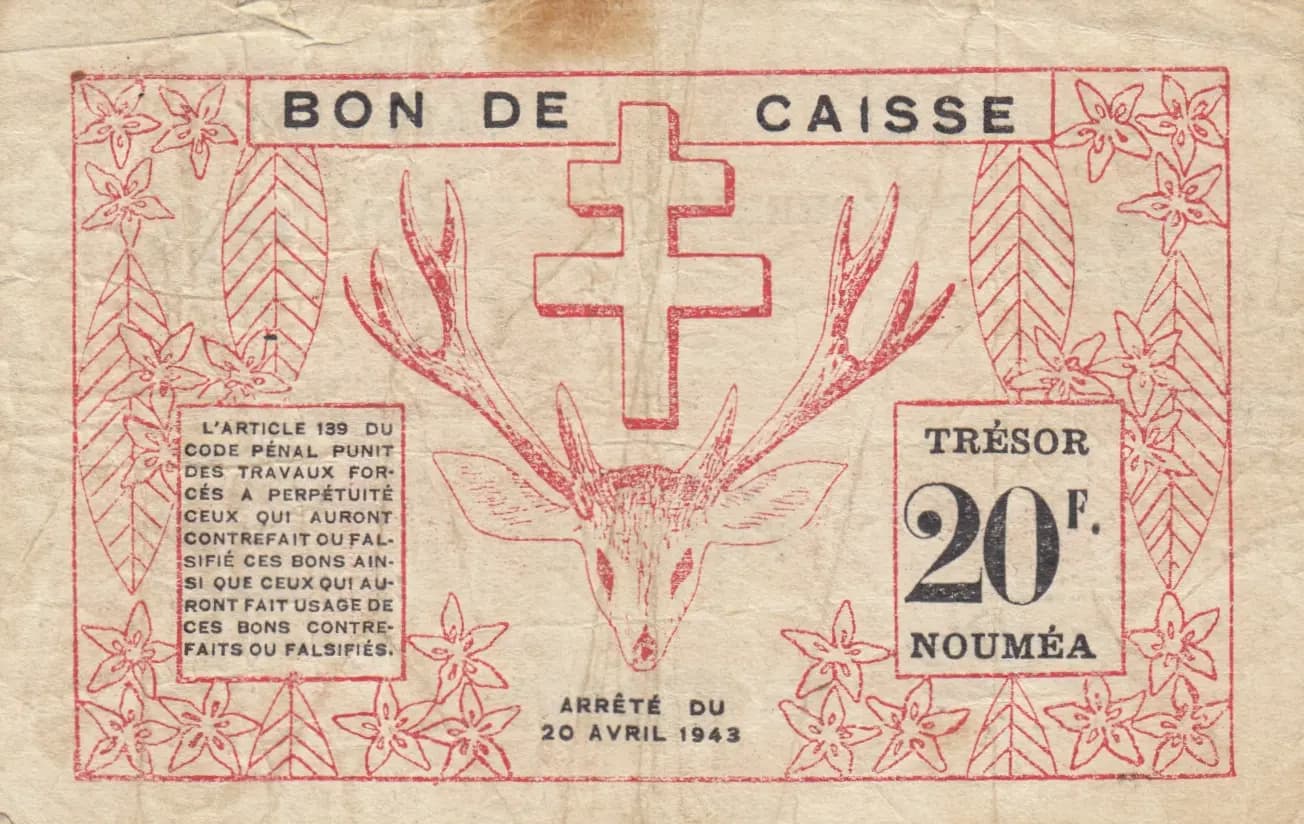 BON DE CAISSE
L'ARTICLE 139 DU
CODE PÉNAL PUNIT
DES TRAVAUX FOR-
CÉS A PERPÉTUITÉ
CEUX QUI AURONT
CONTREFAIT OU FAL-
SIFIÉ CES BONS AIN-
SI QUE CEUX QUI AU-
RONT FAIT USAGE DE
CES BONS CONTRE-
FAITS OU FALSIFIÉS.
TRÉSOR
20 F.
NOUMÉA
ARRÊTÉ DU
20 AVRIL 1943